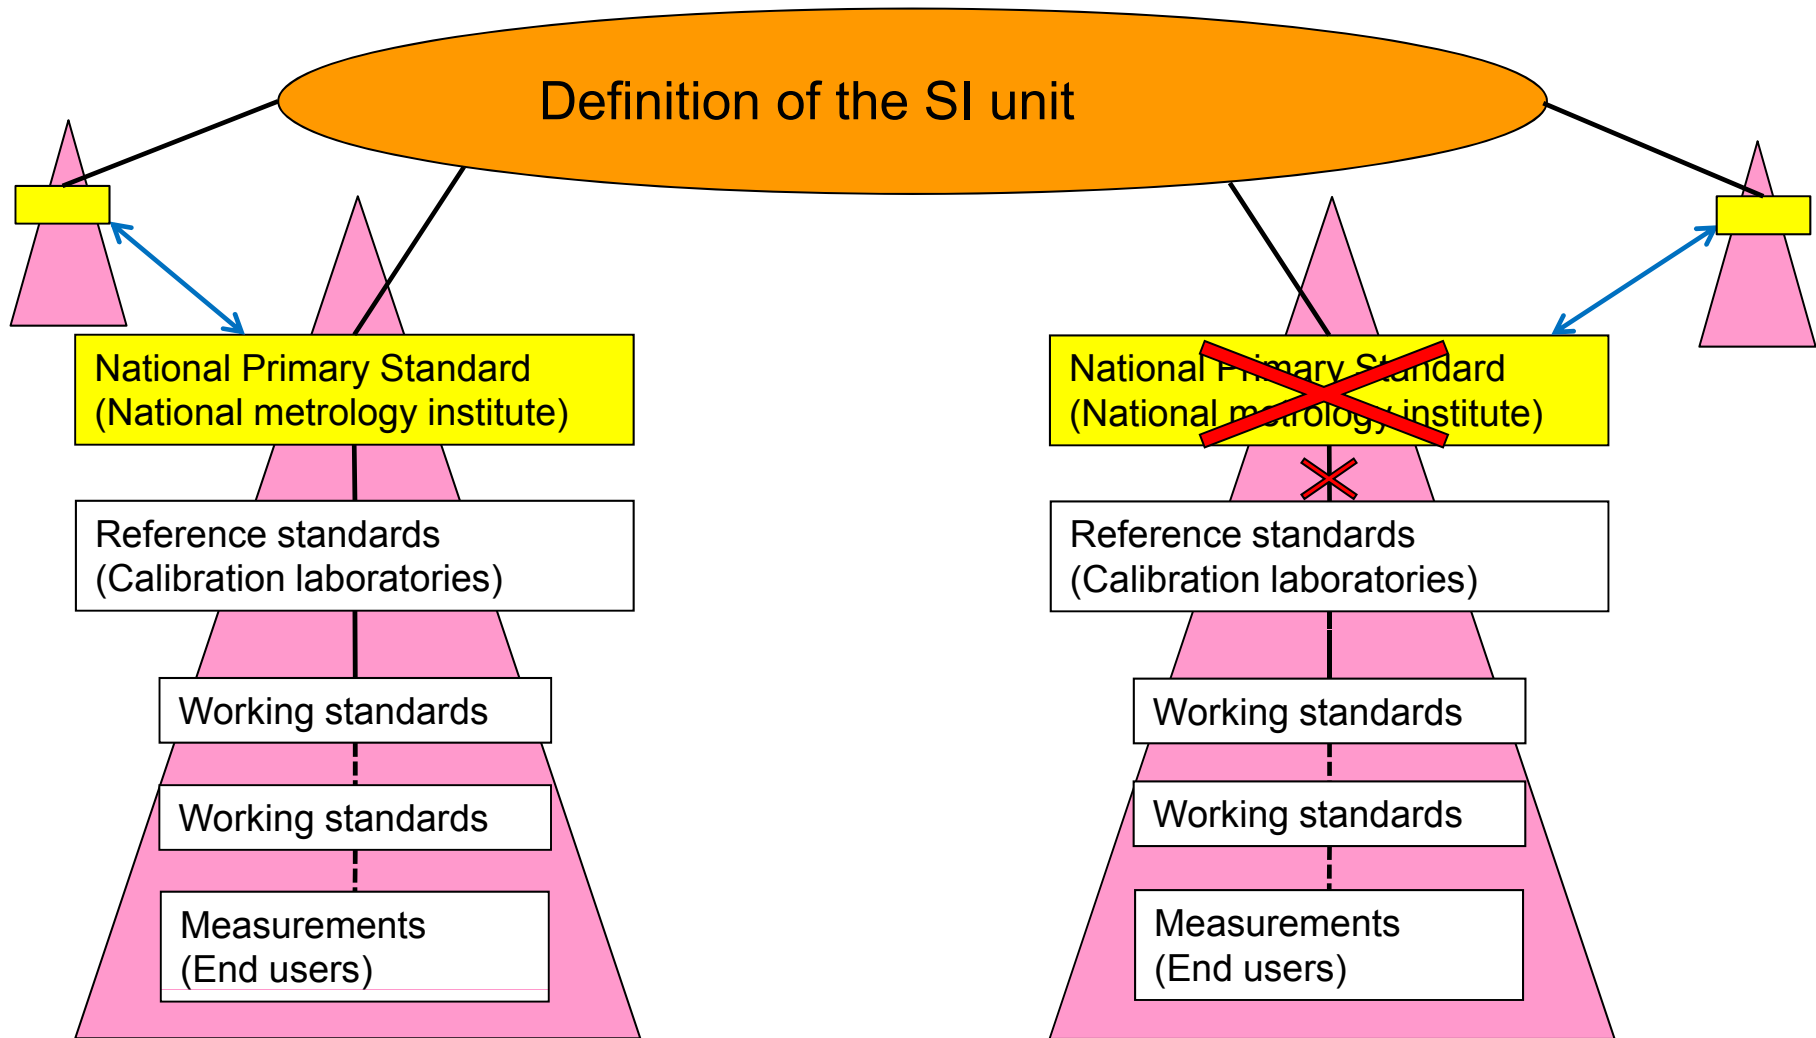 Definition of the SI unit
National Primary Standard
(National metrology institute)
Reference standards
(Calibration laboratories)
Working standards
Working standards
Measurements
(End users)
National Primary Standard
(National metrology institute)
Reference standards
(Calibration laboratories)
Working standards
Working standards
Measurements
(End users)